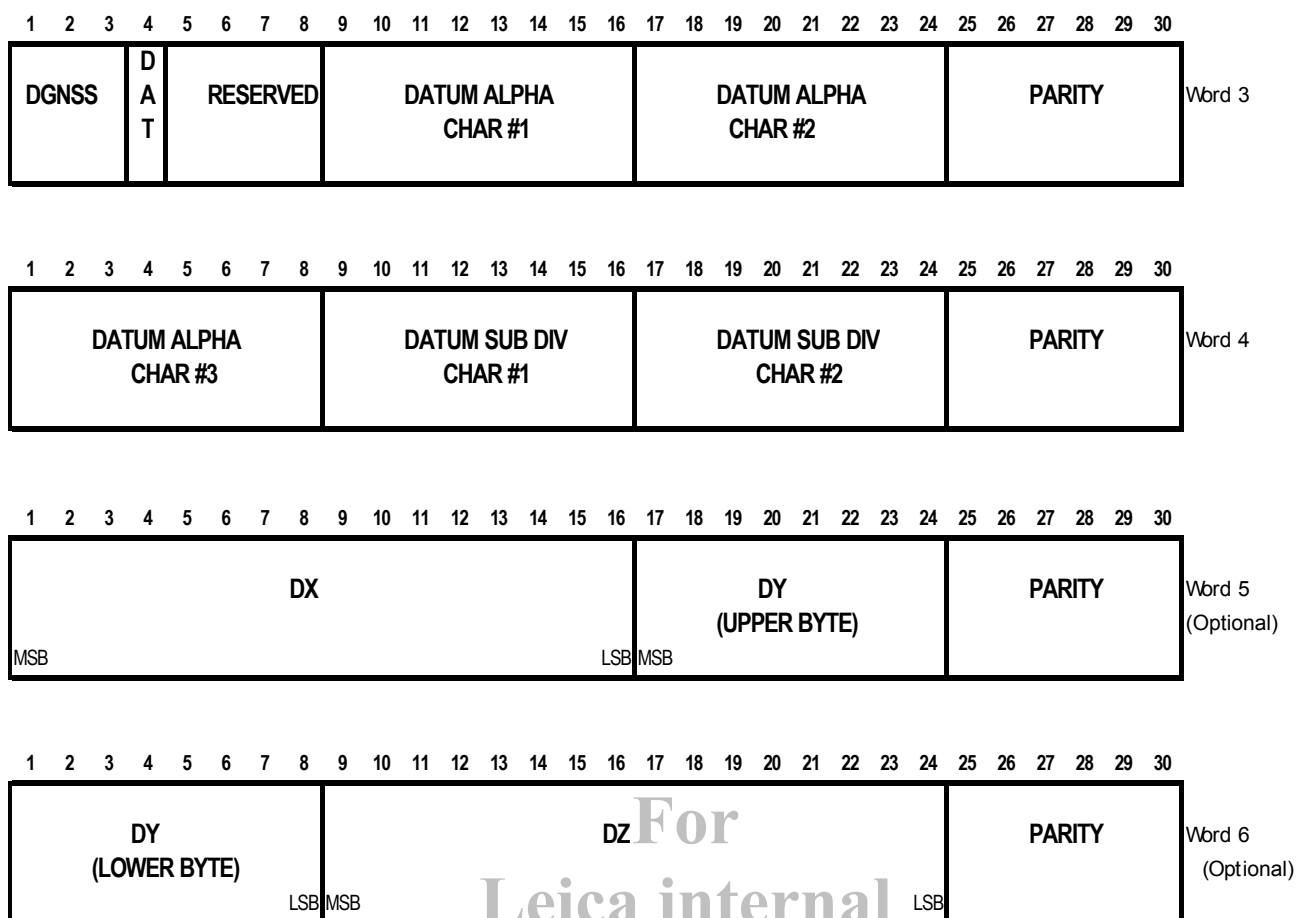 1 2 3 4 5 6 7 8 9 10 11 12 13 14 15 16 17 18 19 20 21 22 23 24 25 26 27 28 29 30
DGNSS D A T RESERVED DATUM ALPHA CHAR #1 DATUM ALPHA CHAR #2 PARITY Word 3
1 2 3 4 5 6 7 8 9 10 11 12 13 14 15 16 17 18 19 20 21 22 23 24 25 26 27 28 29 30
DATUM ALPHA DATUM SUB DIV DATUM SUB DIV PARITY Word 4
CHAR #3 CHAR #1 CHAR #2
1 2 3 4 5 6 7 8 9 10 11 12 13 14 15 16 17 18 19 20 21 22 23 24 25 26 27 28 29 30
DX DY PARITY Word 5
(UPPER BYTE) (Optional)
MSB LSB MSB
1 2 3 4 5 6 7 8 9 10 11 12 13 14 15 16 17 18 19 20 21 22 23 24 25 26 27 28 29 30
DY DZ For PARITY Word 6
(LOWER BYTE) (Optional)
LSB MSB Leica internal LSB